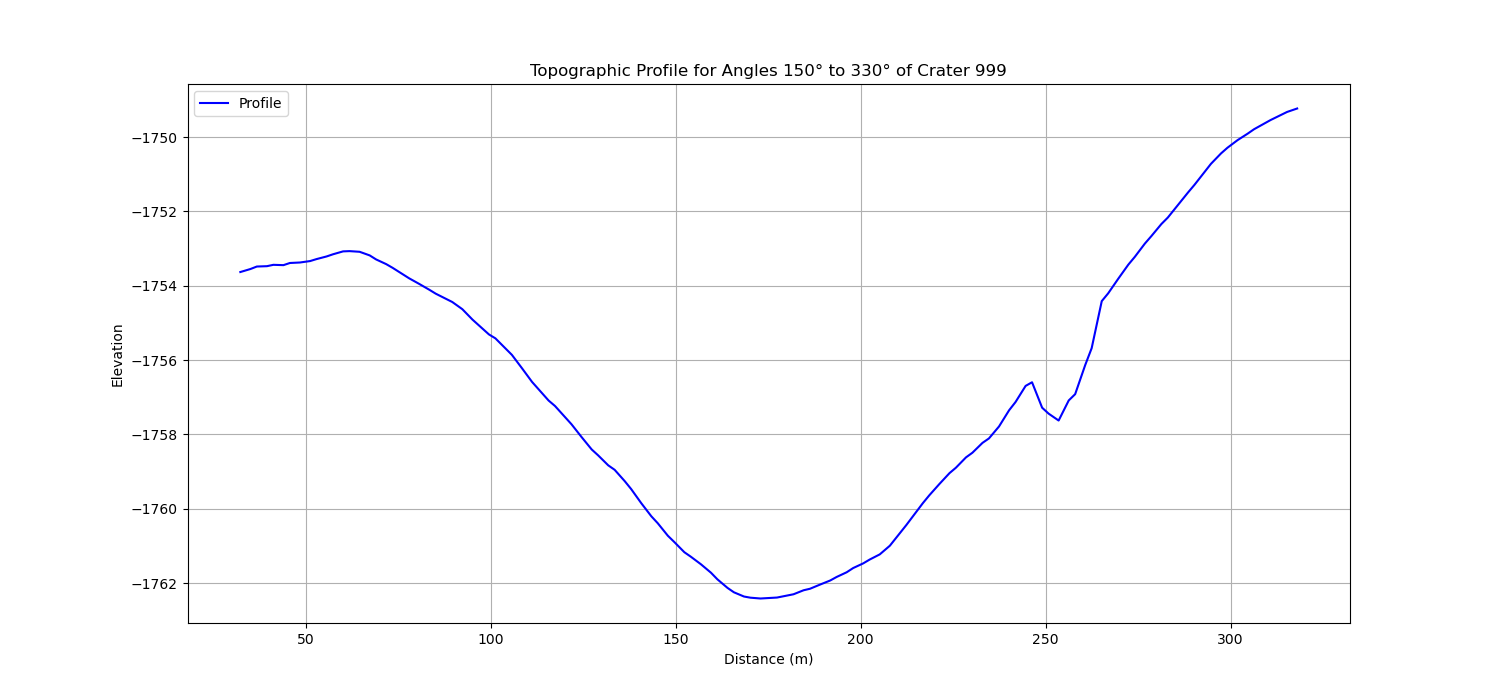 Topographic Profile for Angles 150° to 330° of Crater 999
Profile
−1750
−1752
−1754
−1756
−1758
−1760
−1762
Elevation
50 100 150 200 250 300
Distance (m)